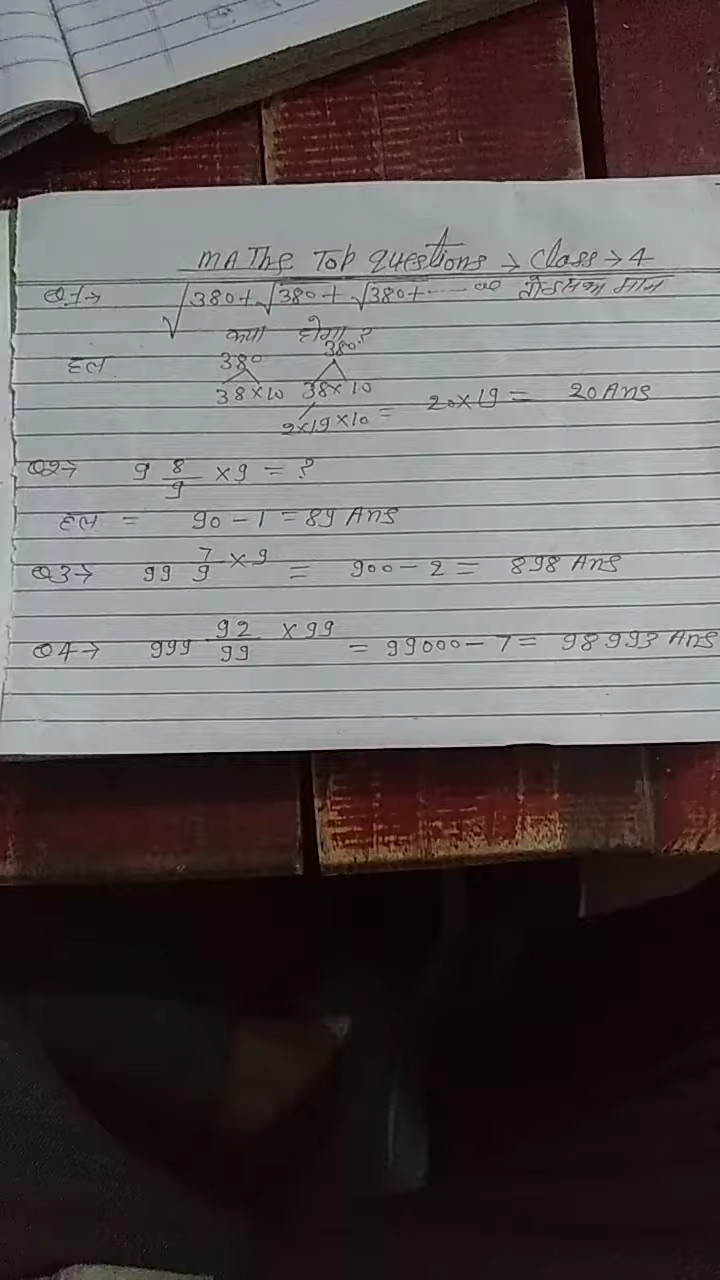 MAThs Top questions → Class → 4
Q1→ √380+√380+√380+-----∞ तो इसका मान
क्या होगा?
हल 380 380
38×10 38×10
2×19×10 = 20×19 = 20 Ans
Q2→ 9 8/9 ×9 = ?
हल = 90-1 = 89 Ans
Q3→ 99 7/9 ×9 = 900-2 = 898 Ans
Q4→ 999 92/99 ×99 = 99000-7 = 98993 Ans